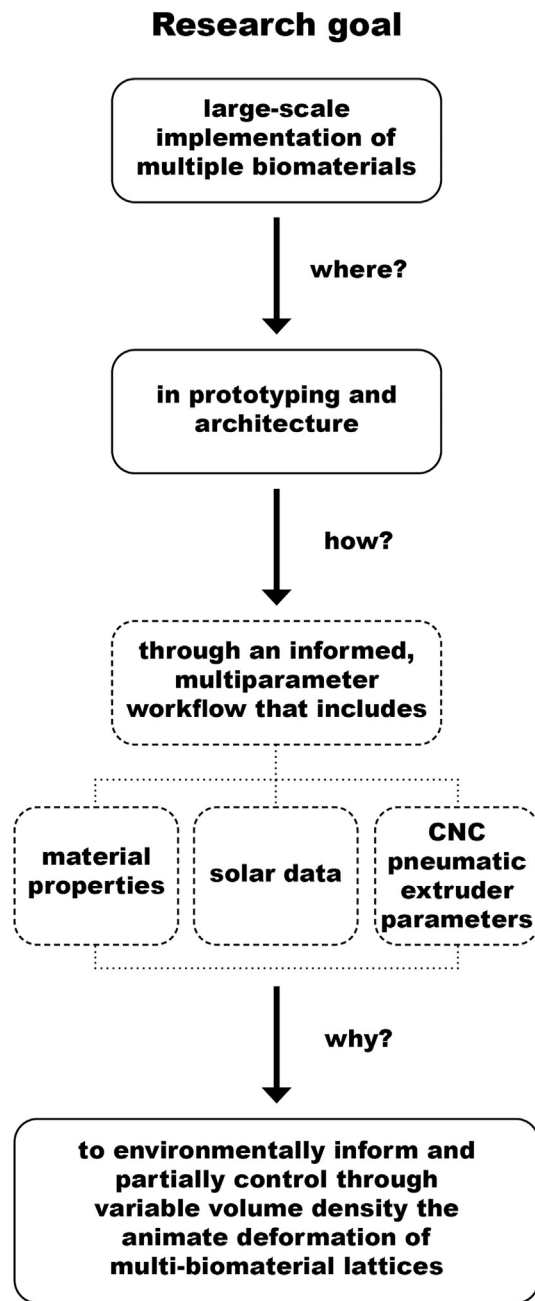 Research goal
large-scale
implementation of
multiple biomaterials
where?
in prototyping and
architecture
how?
through an informed,
multiparameter
workflow that includes
material
properties
solar data
CNC
pneumatic
extruder
parameters
why?
to environmentally inform and
partially control through
variable volume density the
animate deformation of
multi-biomaterial lattices